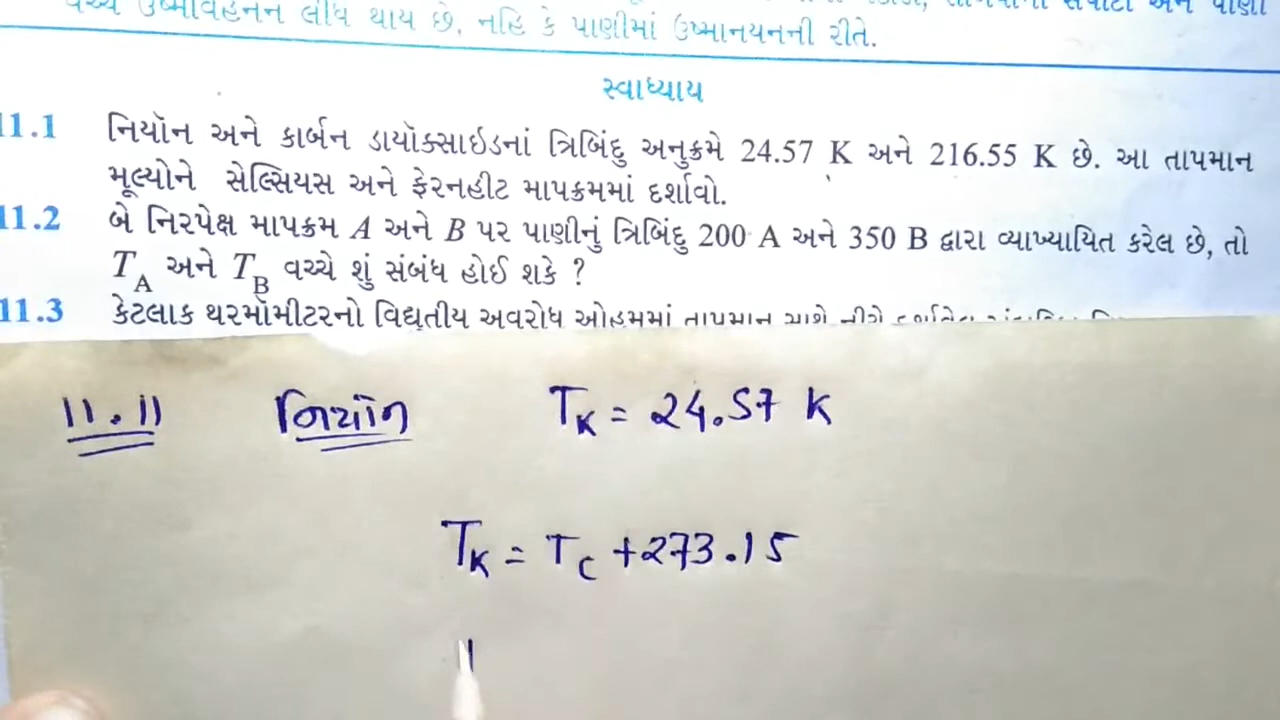 ઉષ્માવહનન લીધે થાય છે, નહિ કે પાણીમાં ઉષ્માનયનની રીતે.
સ્વાધ્યાય
11.1 નિયૉન અને કાર્બન ડાયૉક્સાઇડનાં ત્રિબિંદુ અનુક્રમે 24.57 K અને 216.55 K છે. આ તાપમાન
મૂલ્યોને સેલ્સિયસ અને ફેરનહીટ માપક્રમમાં દર્શાવો.
11.2 બે નિરપેક્ષ માપક્રમ A અને B પર પાણીનું ત્રિબિંદુ 200 A અને 350 B દ્વારા વ્યાખ્યાયિત કરેલ છે, તો
T_A અને T_B વચ્ચે શું સંબંધ હોઈ શકે ?
11.3 કેટલાક થરમૉમીટરનો વિદ્યુતીય અવરોધ ઓહમમાં તાપમાન સાથે નીચે
11.11 નિયૉન T_K = 24.57 K
T_K = T_C + 273.15